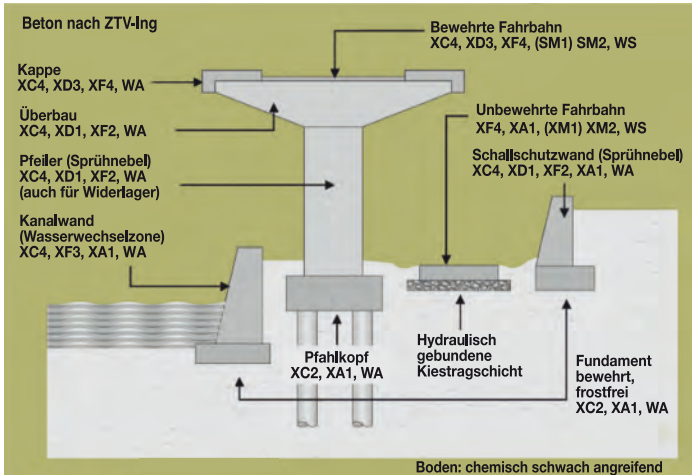 Beton nach ZTV-Ing
Bewehrte Fahrbahn
XC4, XD3, XF4, (SM1) SM2, WS
Kappe
XC4, XD3, XF4, WA
Überbau
XC4, XD1, XF2, WA
Unbewehrte Fahrbahn
XF4, XA1, (XM1) XM2, WS
Pfeiler (Sprühnebel)
XC4, XD1, XF2, WA
(auch für Widerlager)
Schallschutzwand (Sprühnebel)
XC4, XD1, XF2, XA1, WA
Kanalwand
(Wasserwechselzone)
XC4, XF3, XA1, WA
Pfahlkopf
XC2, XA1, WA
Hydraulisch
gebundene
Kiestragschicht
Fundament
bewehrt,
frostfrei
XC2, XA1, WA
Boden: chemisch schwach angreifend